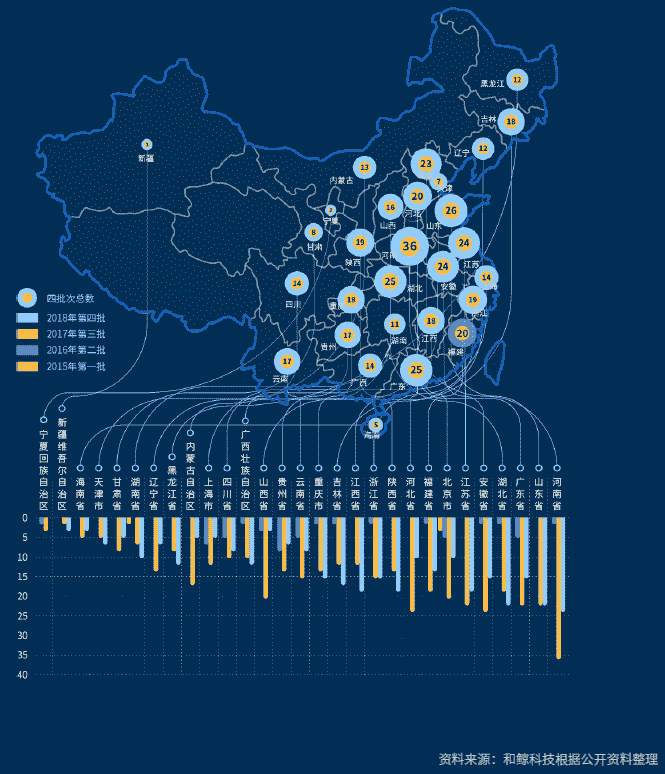 黑龙江
12
吉林
18
辽宁
12
新疆
内蒙古
13
23
7
天津
宁夏
河北
20
山西
16
山东
26
甘肃
8
陕西
19
河南
36
江苏
24
安徽
24
四川
14
湖北
25
14
重庆
18
19
浙江
湖南
11
江西
18
福建
20
贵州
17
云南
17
广西
14
广东
25
海南
5
四批次总数
2018年第四批
2017年第三批
2016年第二批
2015年第一批
宁夏回族自治区
新疆维吾尔自治区
海南省
天津市
甘肃省
湖南省
辽宁省
黑龙江省
内蒙古自治区
上海市
四川省
广西壮族自治区
山西省
贵州省
云南省
重庆市
吉林省
江西省
浙江省
陕西省
河北省
福建省
北京市
江苏省
安徽省
湖北省
广东省
山东省
河南省
0
5
10
15
20
25
30
35
40
资料来源：和鲸科技根据公开资料整理